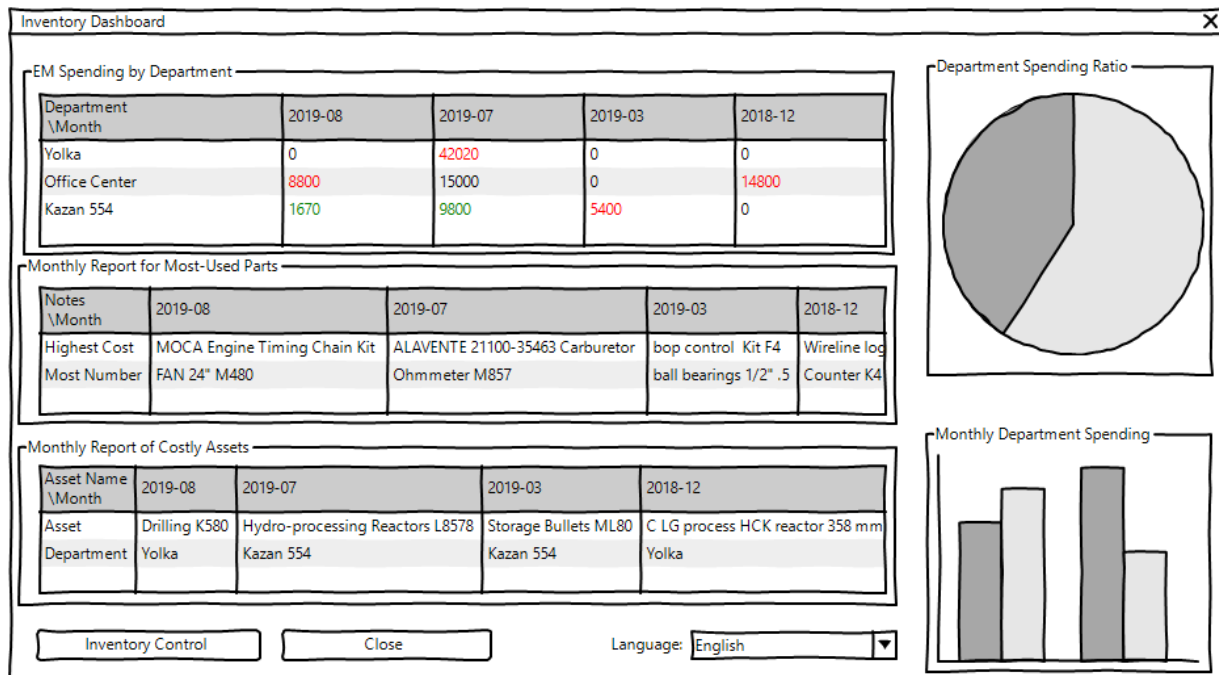 Inventory Dashboard
EM Spending by Department
Department
\Month
2019-08
2019-07
2019-03
2018-12
Yolka
0
42020
0
0
Office Center
8800
15000
0
14800
Kazan 554
1670
9800
5400
0
Monthly Report for Most-Used Parts
Notes
\Month
2019-08
2019-07
2019-03
2018-12
Highest Cost
MOCA Engine Timing Chain Kit
ALAVENTE 21100-35463 Carburetor
bop control Kit F4
Wireline log
Most Number
FAN 24" M480
Ohmmeter M857
ball bearings 1/2" .5
Counter K4
Monthly Report of Costly Assets
Asset Name
\Month
2019-08
2019-07
2019-03
2018-12
Asset
Drilling K580
Hydro-processing Reactors L8578
Storage Bullets ML80
C LG process HCK reactor 358 mm
Department
Yolka
Kazan 554
Kazan 554
Yolka
Inventory Control
Close
Language:
English
Department Spending Ratio
Monthly Department Spending